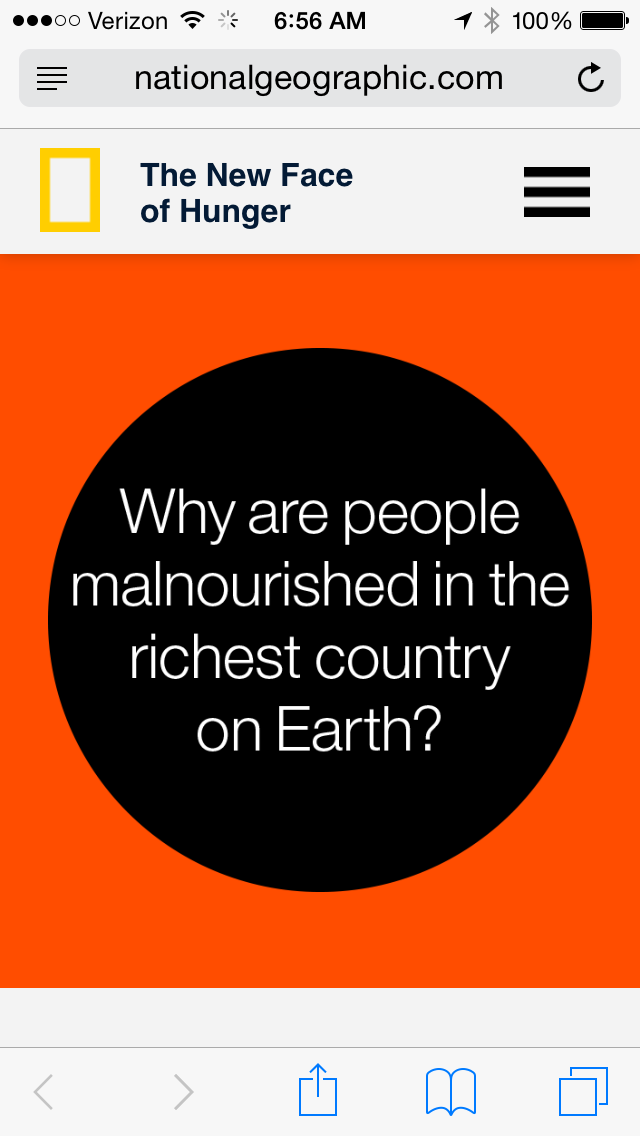 Verizon 6:56 AM 100%
nationalgeographic.com
The New Face
of Hunger
Why are people
malnourished in the
richest country
on Earth?